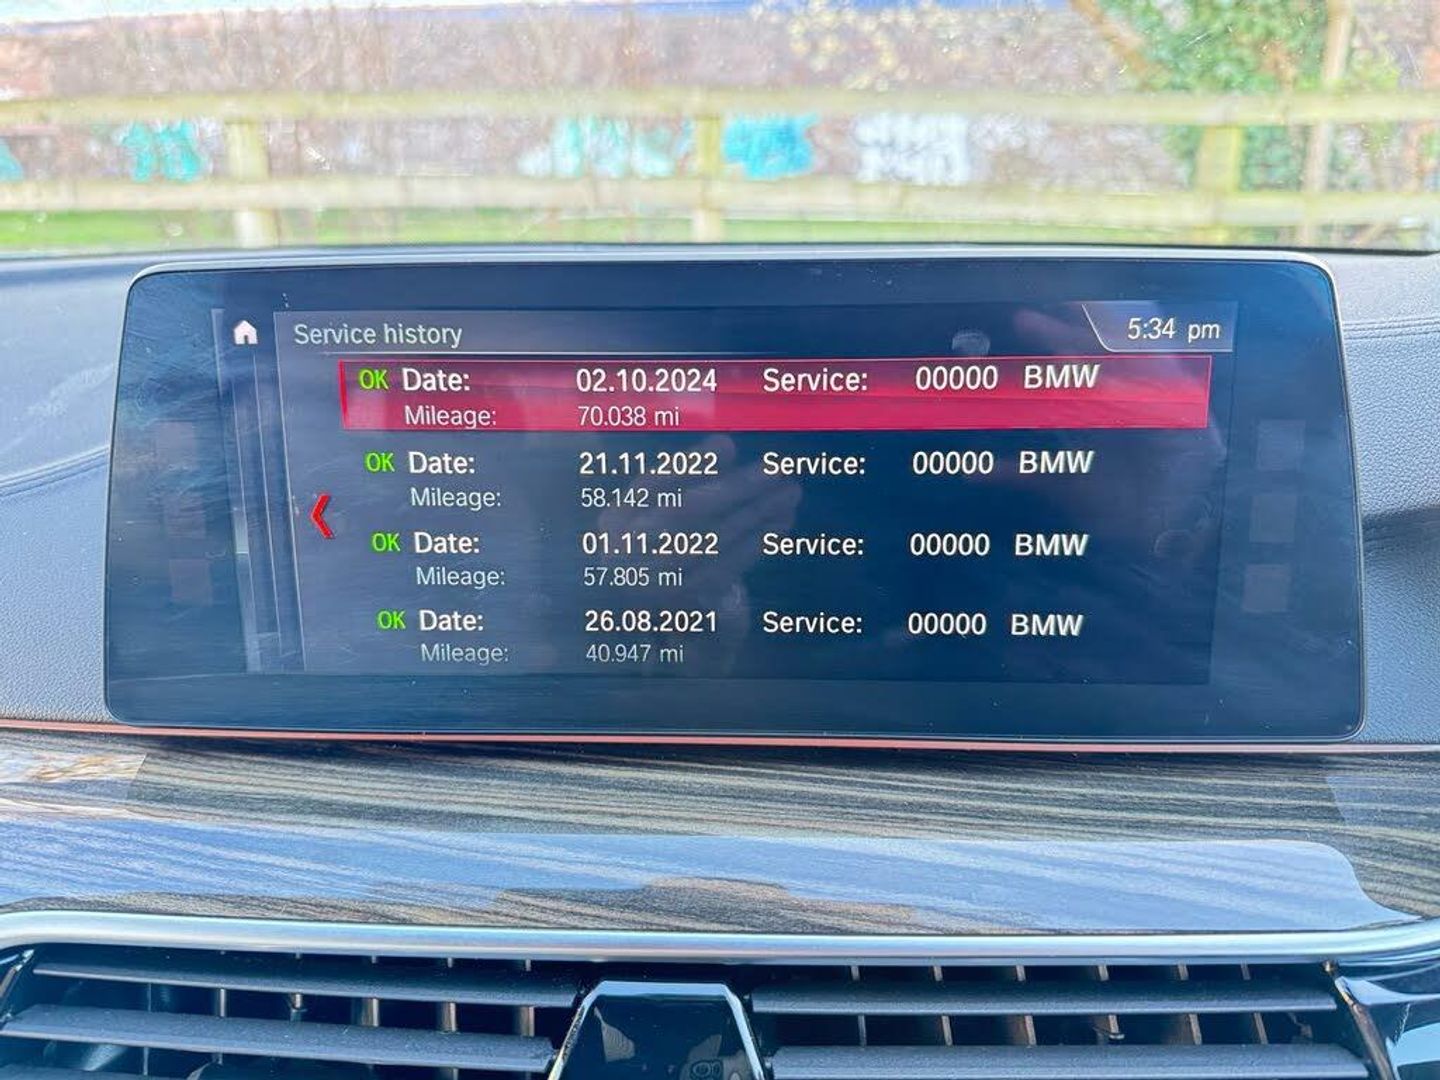 Service history 5:34 pm
OK Date: 02.10.2024 Service: 00000 BMW
Mileage: 70.038 mi
OK Date: 21.11.2022 Service: 00000 BMW
Mileage: 58.142 mi
OK Date: 01.11.2022 Service: 00000 BMW
Mileage: 57.805 mi
OK Date: 26.08.2021 Service: 00000 BMW
Mileage: 40.947 mi